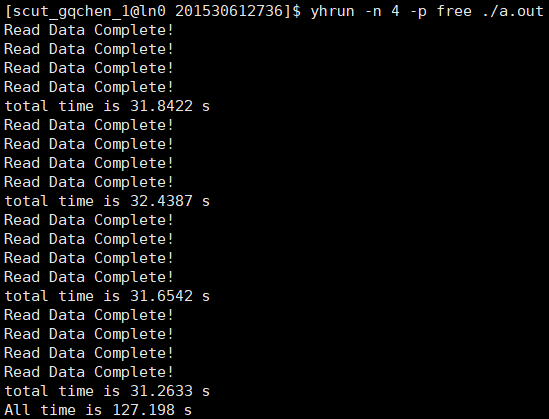 [scut_gqchen_1@ln0 201530612736]$ yhrun -n 4 -p free ./a.out
Read Data Complete!
Read Data Complete!
Read Data Complete!
Read Data Complete!
total time is 31.8422 s
Read Data Complete!
Read Data Complete!
Read Data Complete!
Read Data Complete!
total time is 32.4387 s
Read Data Complete!
Read Data Complete!
Read Data Complete!
Read Data Complete!
total time is 31.6542 s
Read Data Complete!
Read Data Complete!
Read Data Complete!
Read Data Complete!
total time is 31.2633 s
All time is 127.198 s